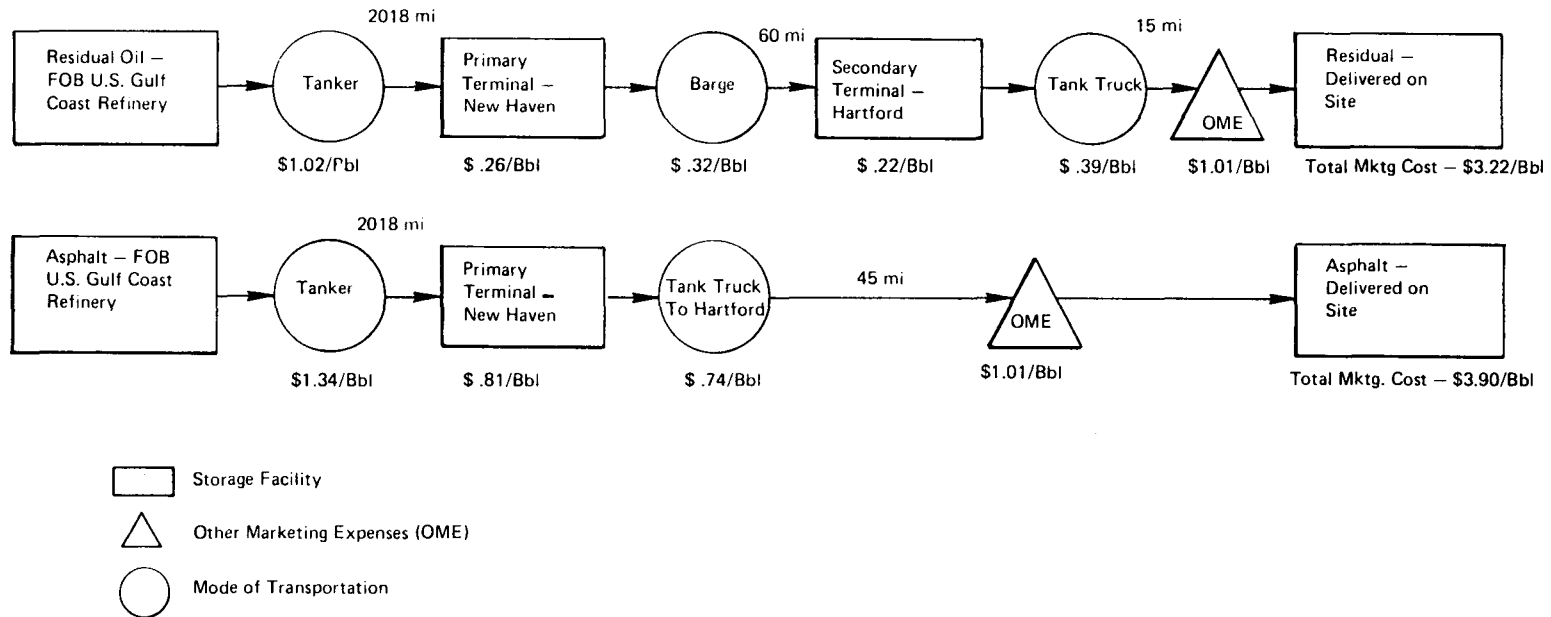 2018 mi
60 mi
15 mi
Residual Oil –
FOB U.S. Gulf
Coast Refinery
Tanker
Primary
Terminal –
New Haven
Barge
Secondary
Terminal –
Hartford
Tank Truck
OME
Residual –
Delivered on
Site
$1.02/Bbl
$ .26/Bbl
$ .32/Bbl
$ .22/Bbl
$ .39/Bbl
$1.01/Bbl
Total Mktg Cost – $3.22/Bbl
2018 mi
Asphalt – FOB
U.S. Gulf Coast
Refinery
Tanker
Primary
Terminal –
New Haven
Tank Truck
To Hartford
45 mi
OME
Asphalt –
Delivered on
Site
$1.34/Bbl
$ .81/Bbl
$ .74/Bbl
$1.01/Bbl
Total Mktg. Cost – $3.90/Bbl
Storage Facility
Other Marketing Expenses (OME)
Mode of Transportation